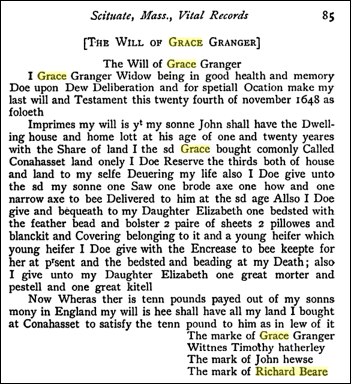 Scituate, Mass., Vital Records 85
[THE WILL OF GRACE GRANGER]
The Will of Grace Granger
I Grace Granger Widow being in good health and memory
Doe upon Dew Deliberation and for spetiall Ocation make my
last will and Testament this twenty fourth of november 1648 as
foloeth
Imprimes my will is yt my sonne John shall have the Dwell-
ing house and home lott at his age of one and twenty yeares
with the Share of land I the sd Grace bought comonly Called
Conahasset land onely I Doe Reserve the thirds both of house
and land to my selfe Deuering my life also I Doe give unto
the sd my sonne one Saw one brode axe one how and one
narrow axe to bee Delivered to him at the sd age Allso I Doe
give and bequeath to my Daughter Elizabeth one bedsted with
the feather bead and bolster 2 paire of sheets 2 pillowes and
blanckit and Covering belonging to it and a young heifer which
young heifer I Doe give with the Encrease to bee keepte for
her at prsent and the bedsted and beading at my Death; also
I give unto my Daughter Elizabeth one great morter and
pestell and one great kitell
Now Wheras ther is tenn pounds payed out of my sonns
mony in England my will is hee shall have all my land I bought
at Conahasset to satisfy the tenn pound to him as in lew of it
The marke of Grace Granger
Wittnes Timothy hatherley
The mark of John hewse
The mark of Richard Beare